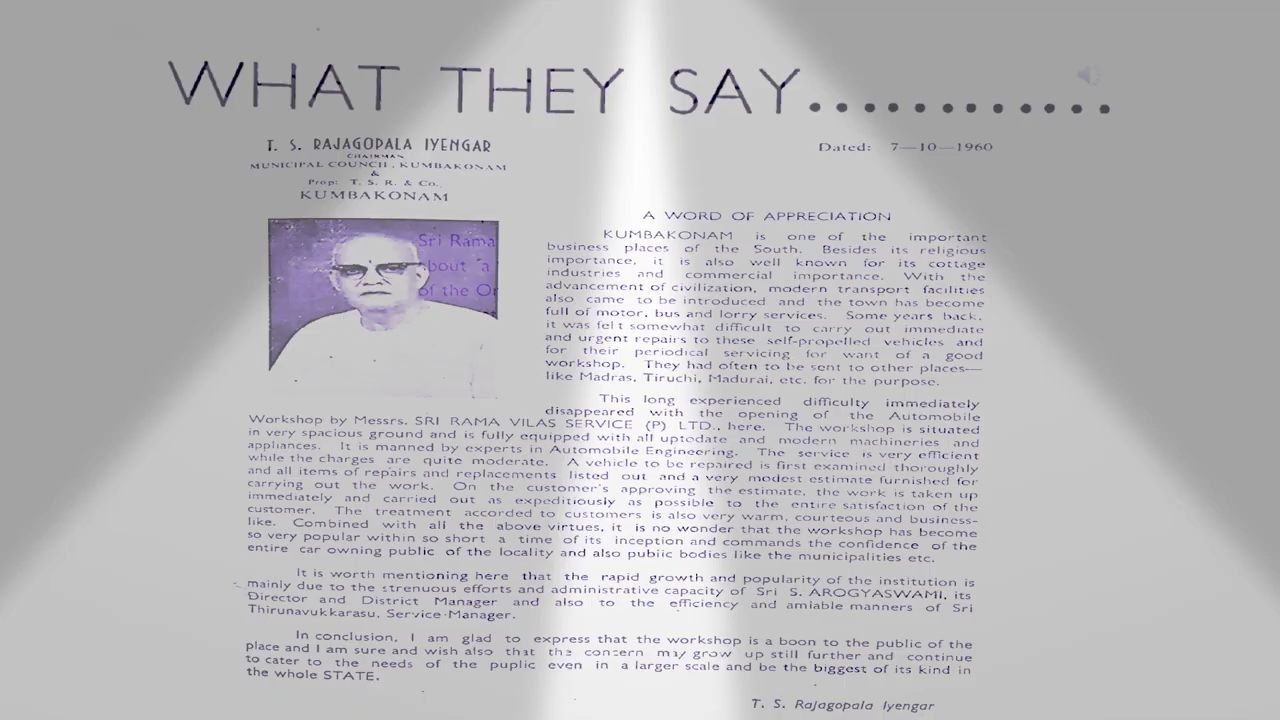 WHAT THEY SAY............
T. S. RAJAGOPALA IYENGAR
CHAIRMAN
MUNICIPAL COUNCIL, KUMBAKONAM
&
Prop: T. S. R. & Co.,
KUMBAKONAM
Dated: 7—10—1960
Sri Rama
about "a
of the Or
A WORD OF APPRECIATION
KUMBAKONAM is one of the important
business places of the South. Besides its religious
importance, it is also well known for its cottage
industries and commercial importance. With the
advancement of civilization, modern transport facilities
also came to be introduced and the town has become
full of motor, bus and lorry services. Some years back,
it was felt somewhat difficult to carry out immediate
and urgent repairs to these self-propelled vehicles and
for their periodical servicing for want of a good
workshop. They had often to be sent to other places—
like Madras, Tiruchi, Madurai, etc. for the purpose.
This long experienced difficulty immediately
disappeared with the opening of the Automobile
Workshop by Messrs. SRI RAMA VILAS SERVICE (P) LTD., here. The workshop is situated
in very spacious ground and is fully equipped with all uptodate and modern machineries and
appliances. It is manned by experts in Automobile Engineering. The service is very efficient
while the charges are quite moderate. A vehicle to be repaired is first examined thoroughly
and all items of repairs and replacements listed out and a very modest estimate furnished for
carrying out the work. On the customer's approving the estimate, the work is taken up
immediately and carried out as expeditiously as possible to the entire satisfaction of the
customer. The treatment accorded to customers is also very warm, courteous and business-
like. Combined with all the above virtues, it is no wonder that the workshop has become
so very popular within so short a time of its inception and commands the confidence of the
entire car owning public of the locality and also public bodies like the municipalities etc.
It is worth mentioning here that the rapid growth and popularity of the institution is
mainly due to the strenuous efforts and administrative capacity of Sri S. AROGYASWAMI, its
Director and District Manager and also to the efficiency and amiable manners of Sri
Thirunavukkarasu, Service-Manager.
In conclusion, I am glad to express that the workshop is a boon to the public of the
place and I am sure and wish also that the concern may grow up still further and continue
to cater to the needs of the puplic even in a larger scale and be the biggest of its kind in
the whole STATE.
T. S. Rajagopala Iyengar